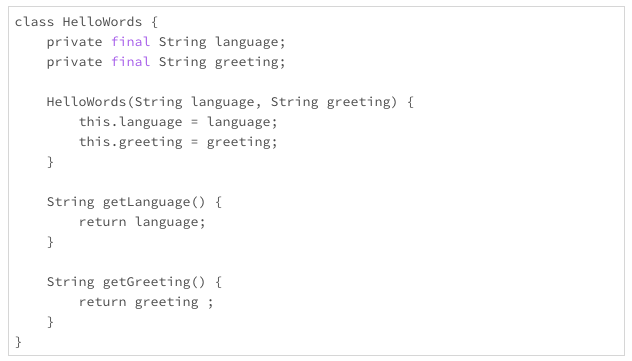 class HelloWords {
    private final String language;
    private final String greeting;

    HelloWords(String language, String greeting) {
        this.language = language;
        this.greeting = greeting;
    }

    String getLanguage() {
        return language;
    }

    String getGreeting() {
        return greeting ;
    }
}